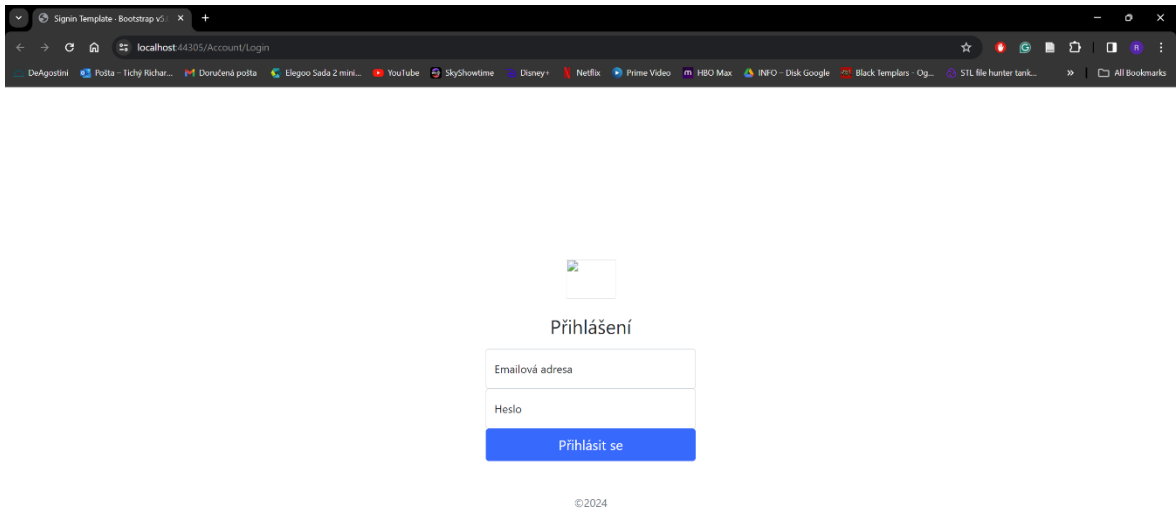 Signin Template · Bootstrap v5.
localhost:44305/Account/Login
DeAgostini Pošta – Tichý Richar... Doručená pošta Elegoo Sada 2 mini... YouTube SkyShowtime Disney+ Netflix Prime Video HBO Max INFO – Disk Google Black Templars - Og... STL file hunter tank... » All Bookmarks
Přihlášení
Emailová adresa
Heslo
Přihlásit se
©2024